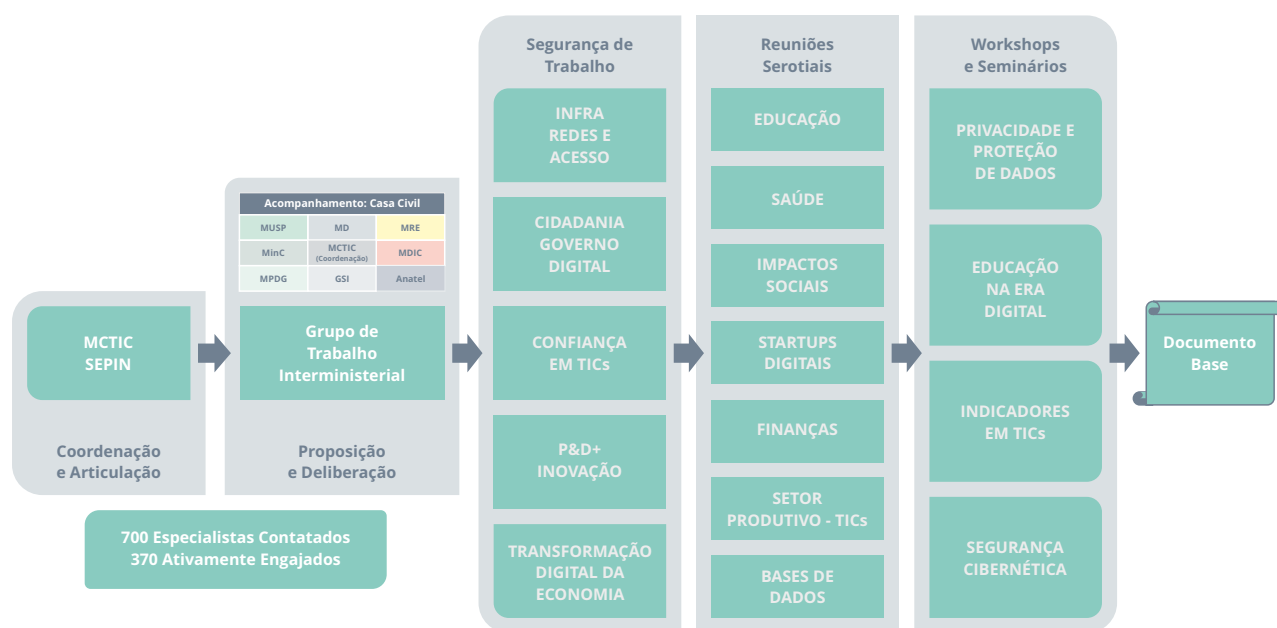 MCTIC
SEPIN
Coordenação
e Articulação
Acompanhamento: Casa Civil
MUSP MD MRE
MinC MCTIC MDIC
(Coordenação)
MPDG GSI Anatel
Grupo de
Trabalho
Interministerial
Proposição
e Deliberação
700 Especialistas Contatados
370 Ativamente Engajados
Segurança de
Trabalho
INFRA
REDES E
ACESSO
CIDADANIA
GOVERNO
DIGITAL
CONFIANÇA
EM TICs
P&D+
INOVAÇÃO
TRANSFORMAÇÃO
DIGITAL DA
ECONOMIA
Reuniões
Serotiais
EDUCAÇÃO
SAÚDE
IMPACTOS
SOCIAIS
STARTUPS
DIGITAIS
FINANÇAS
SETOR
PRODUTIVO - TICs
BASES DE
DADOS
Workshops
e Seminários
PRIVACIDADE E
PROTEÇÃO
DE DADOS
EDUCAÇÃO
NA ERA
DIGITAL
INDICADORES
EM TICs
SEGURANÇA
CIBERNÉTICA
Documento
Base